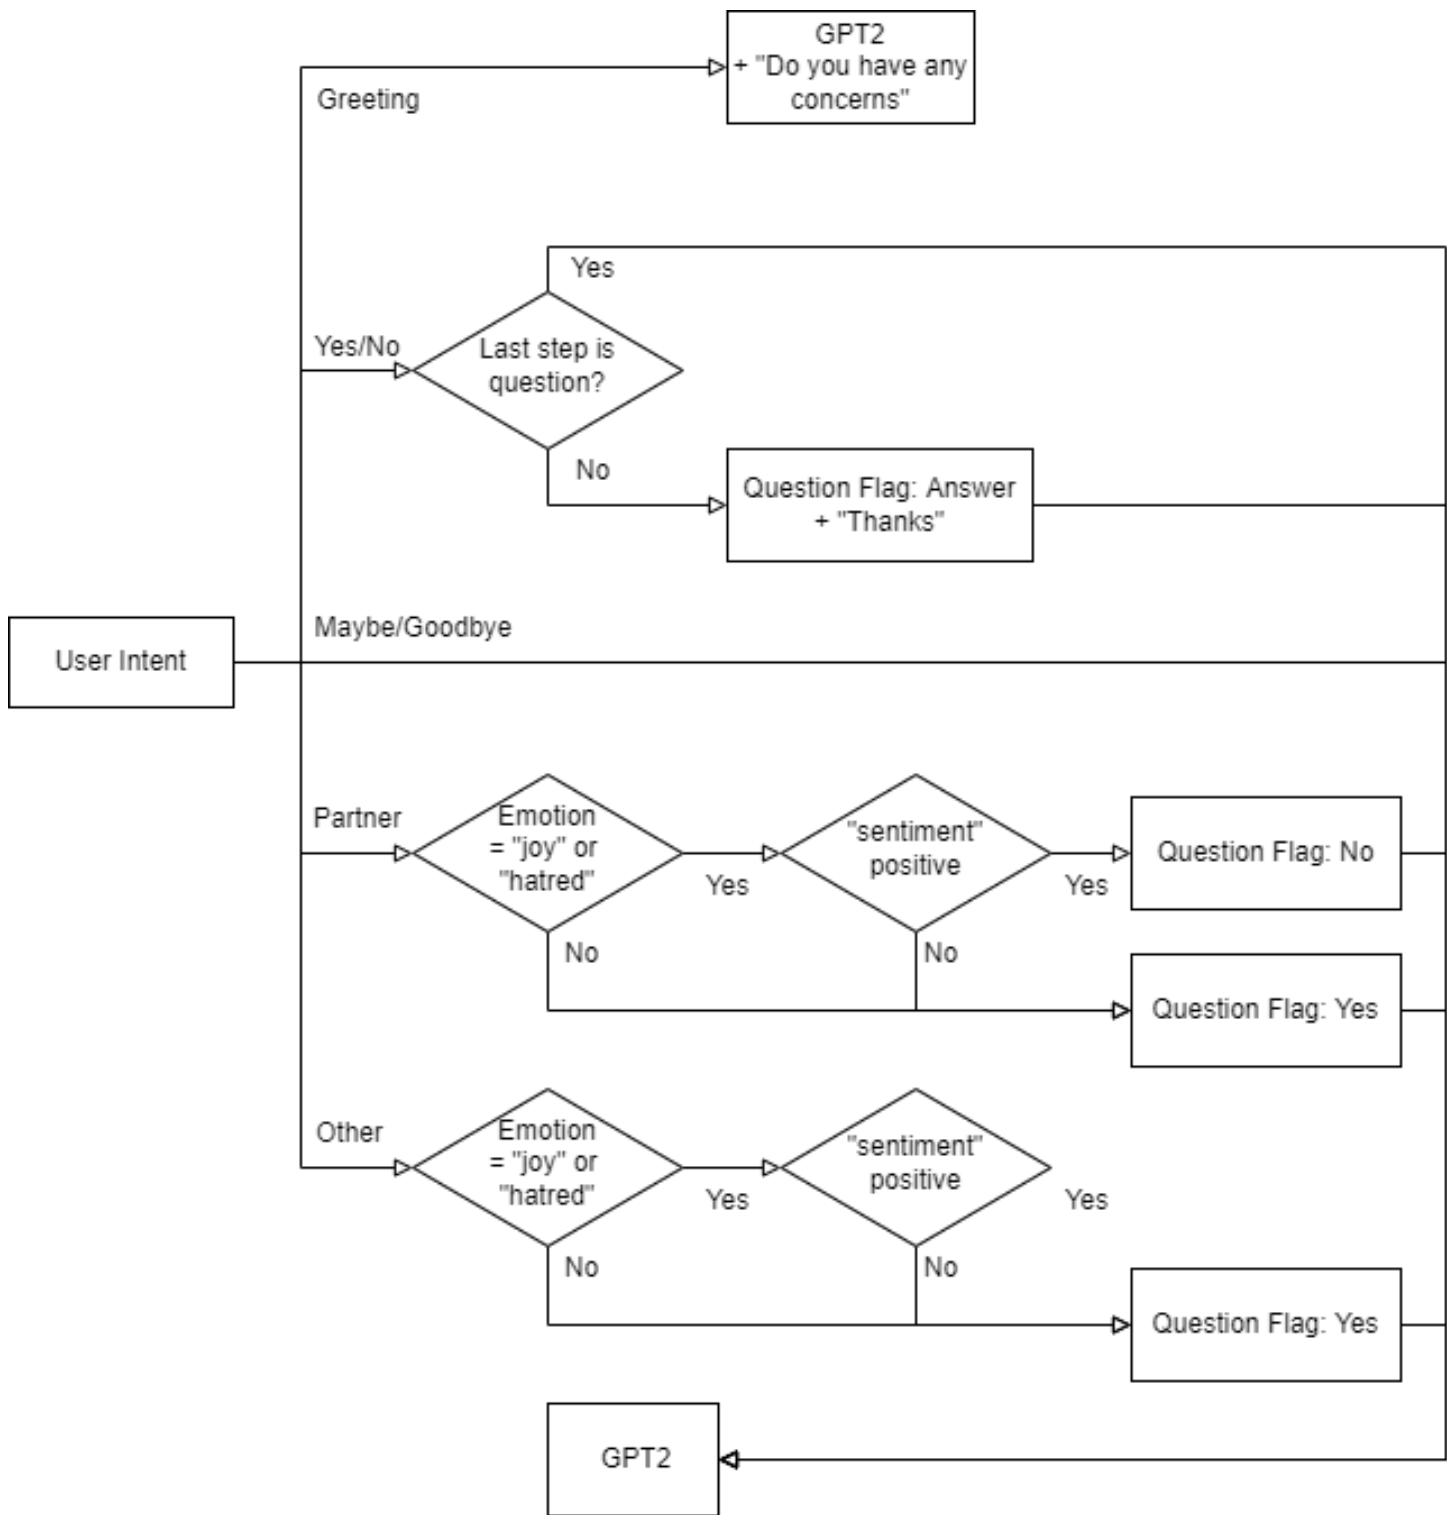 GPT2
+ "Do you have any
concerns"
Greeting
Yes
Yes/No
Last step is
question?
No
Question Flag: Answer
+ "Thanks"
Maybe/Goodbye
User Intent
Partner
Emotion
= "joy" or
"hatred"
Yes
"sentiment"
positive
Yes
Question Flag: No
No
No
Question Flag: Yes
Other
Emotion
= "joy" or
"hatred"
Yes
"sentiment"
positive
Yes
No
No
Question Flag: Yes
GPT2